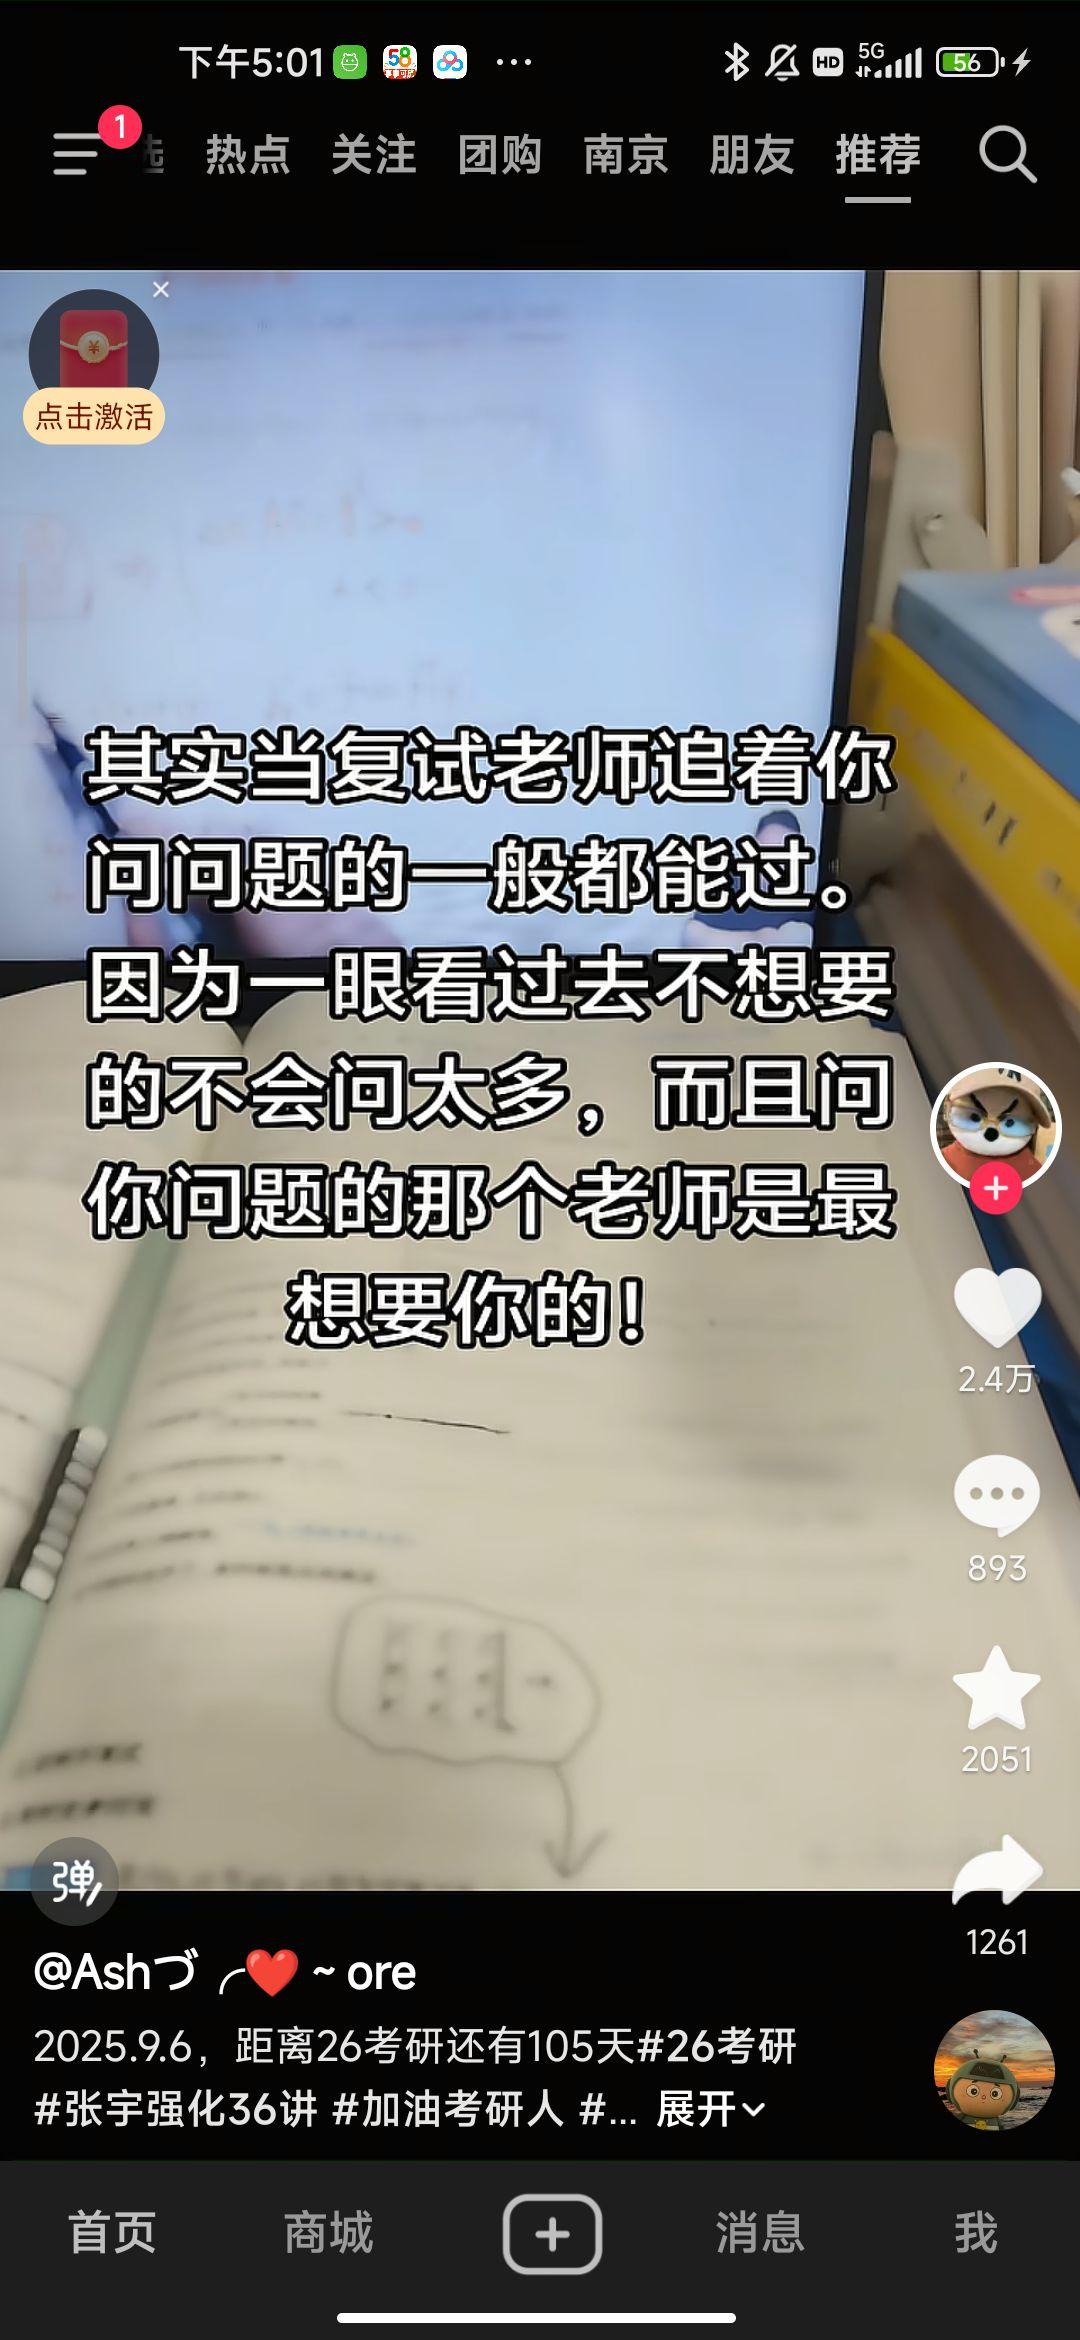 下午5:01
58
HD
5G
56
1
热点 关注 团购 南京 朋友 推荐
点击激活
其实当复试老师追着你
问问题的一般都能过。
因为一眼看过去不想要
的不会问太多，而且问
你问题的那个老师是最
想要你的！
2.4万
893
2051
1261
弹
@Ashづ╭❤️~ore
2025.9.6，距离26考研还有105天#26考研
#张宇强化36讲 #加油考研人 #... 展开
首页 商城 消息 我